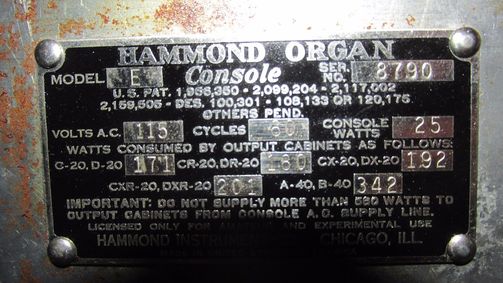 HAMMOND ORGAN
MODEL E Console SER. NO. 8790
U.S. PAT. 1,956,350 - 2,099,204 - 2,117,002
2,159,505 - DES. 100,301 - 108,133 OR 120,175
OTHERS PEND.
VOLTS A.C. 115 CYCLES 60 CONSOLE WATTS 25
WATTS CONSUMED BY OUTPUT CABINETS AS FOLLOWS:
C-20, D-20 171 CR-20, DR-20 180 CX-20, DX-20 192
CXR-20, DXR-20 201 A-40, B-40 342
IMPORTANT: DO NOT SUPPLY MORE THAN 580 WATTS TO
OUTPUT CABINETS FROM CONSOLE A.C. SUPPLY LINE.
LICENSED ONLY FOR AMATEUR AND EXPERIMENTAL USE
HAMMOND INSTRUMENT CHICAGO, ILL.
MADE IN